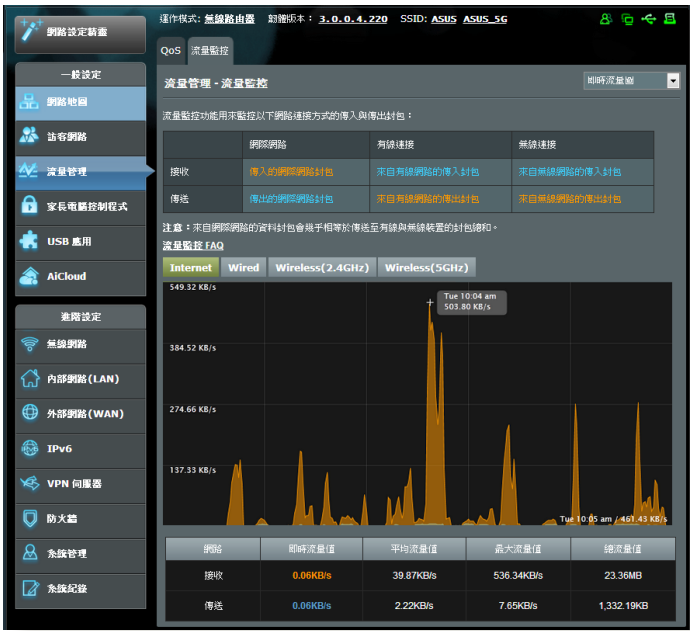 運作模式: 無線路由器 韌體版本: 3.0.0.4.220 SSID: ASUS ASUS_5G
網路設定精靈
一般設定
網路地圖
訪客網路
流量管理
家長電腦控制程式
USB 應用
AiCloud
進階設定
無線網路
內部網路(LAN)
外部網路(WAN)
IPv6
VPN 伺服器
防火牆
系統管理
系統紀錄
QoS 流量監控
流量管理 - 流量監控
即時流量圖
流量監控功能用來監控以下網路連接方式的傳入與傳出封包：
網際網路 有線連接 無線連接
接收 傳入的網際網路封包 來自有線網路的傳入封包 來自無線網路的傳入封包
傳送 傳出的網際網路封包 來自有線網路的傳出封包 來自無線網路的傳出封包
注意：來自網際網路的資料封包會幾乎相等於傳送至有線與無線裝置的封包總和。
流量監控 FAQ
Internet Wired Wireless(2.4GHz) Wireless(5GHz)
549.32 KB/s
Tue 10:04 am
503.80 KB/s
384.52 KB/s
274.66 KB/s
137.33 KB/s
Tue 10:05 am / 461.43 KB/s
網路 即時流量值 平均流量值 最大流量值 總流量值
接收 0.06KB/s 39.87KB/s 536.34KB/s 23.36MB
傳送 0.06KB/s 2.22KB/s 7.65KB/s 1,332.19KB